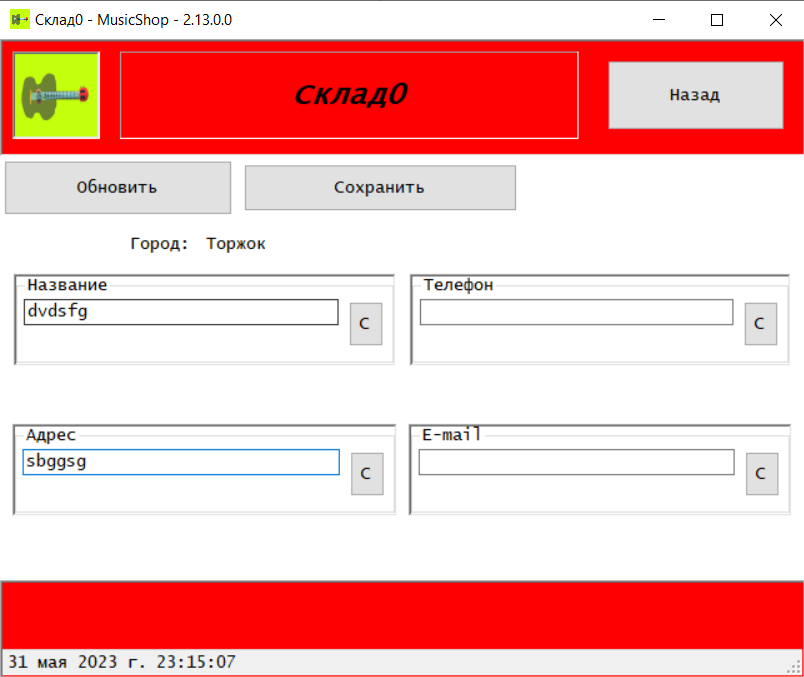 Склад0 - MusicShop - 2.13.0.0
Склад0
Назад
Обновить
Сохранить
Город: Торжок
Название
dvdsfg
C
Телефон
C
Адрес
sbggsg
C
E-mail
C
31 мая 2023 г. 23:15:07